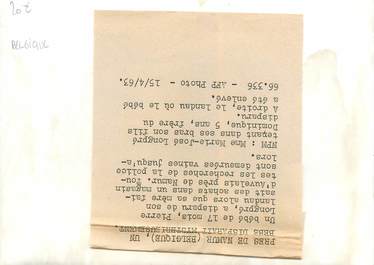 20 €
BELGIQUE
PRES DE NAMUR (BELGIQUE), UN
BEBE DISPARAIT
Un bébé de 17 mois, Pierre
Longpré a disparu de son
landau alors que sa mère fai-
sait des achats dans un magasin
d'Auvelais près de Namur. Tou-
tes les recherches de la police
sont demeurées vaines jusqu'a-
lors.
NPM : Mme José-Marie Longpré
tenant dans ses bras son fils
Dominique, 5 ans, frère du
disparu.
A droite, le landau où le bébé
a été enlevé.
66.336 - AFP Photo - 15/4/63.